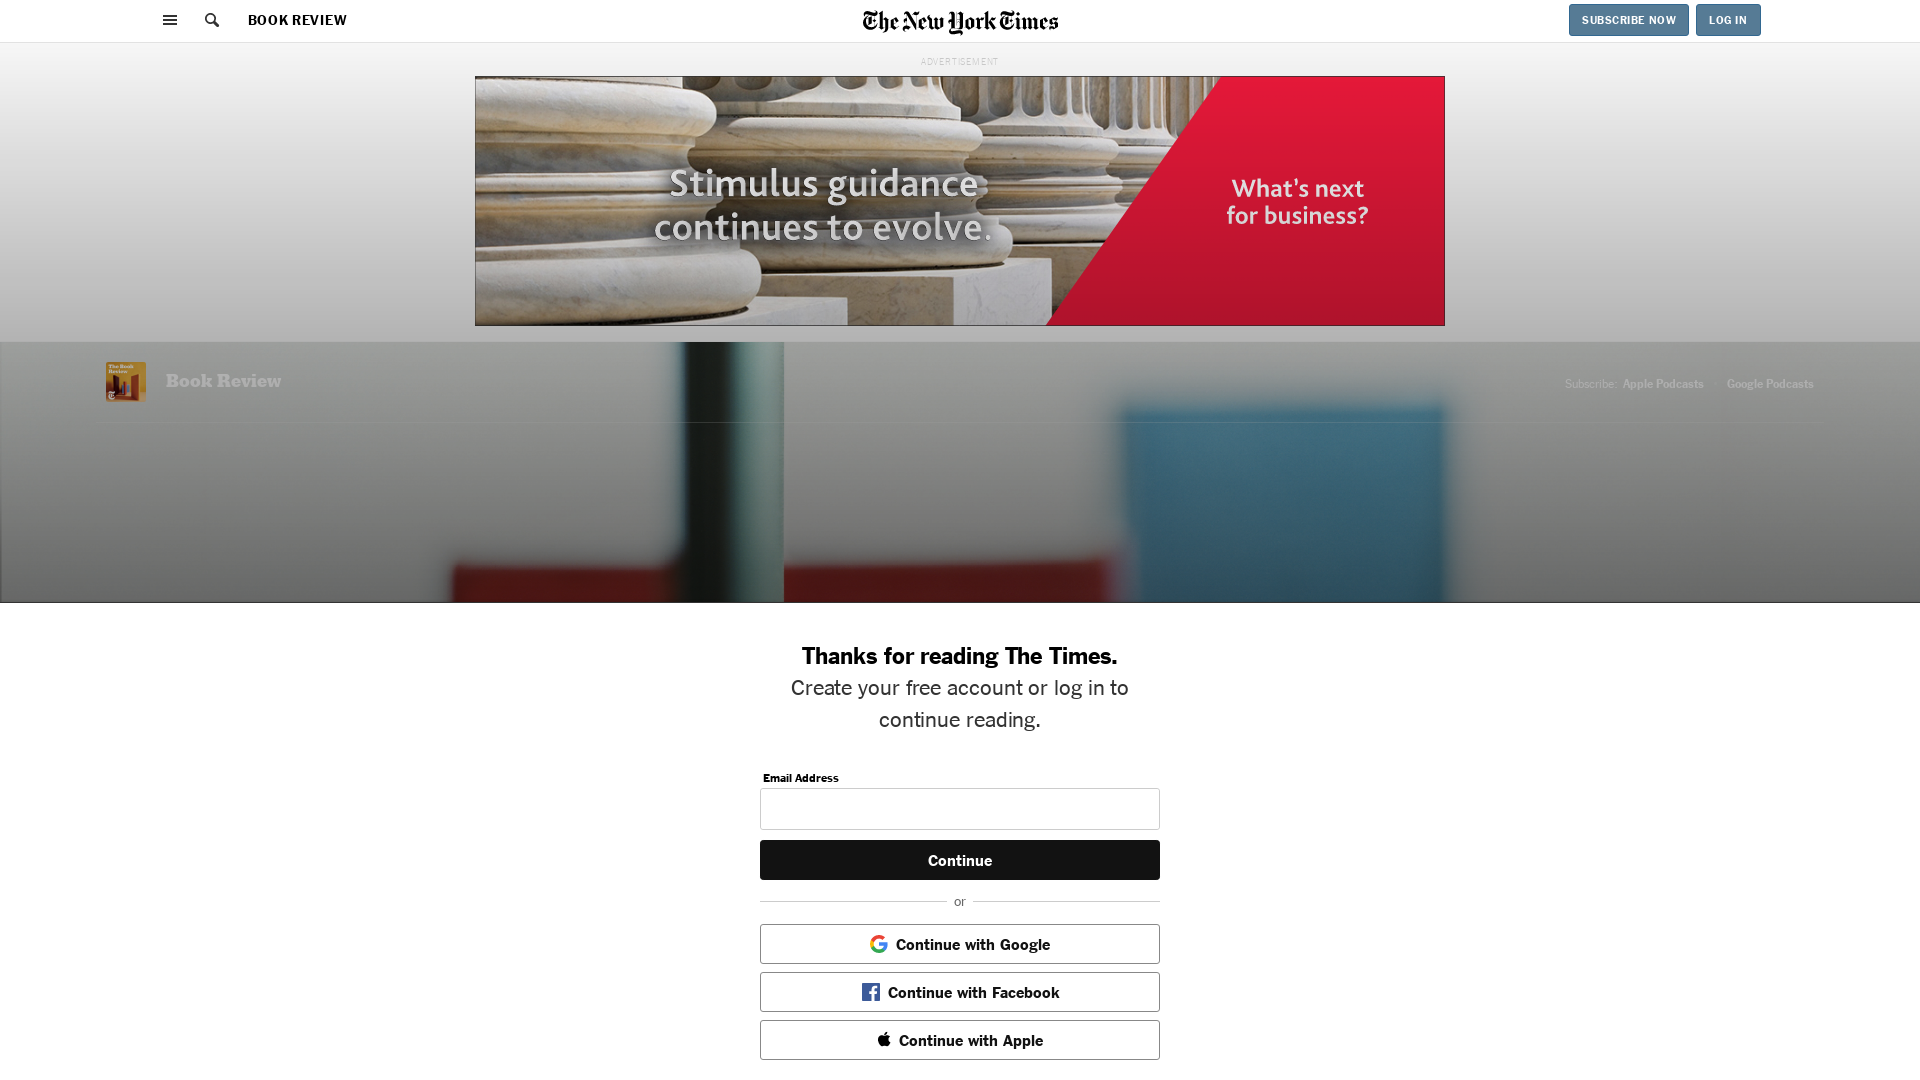 BOOK REVIEW
The New York Times
SUBSCRIBE NOW
LOG IN
ADVERTISEMENT
Stimulus guidance
continues to evolve.
What's next
for business?
The Book
Review
Book Review
Subscribe:
Apple Podcasts
Google Podcasts
Thanks for reading The Times.
Create your free account or log in to
continue reading.
Email Address
Continue
or
Continue with Google
Continue with Facebook
Continue with Apple